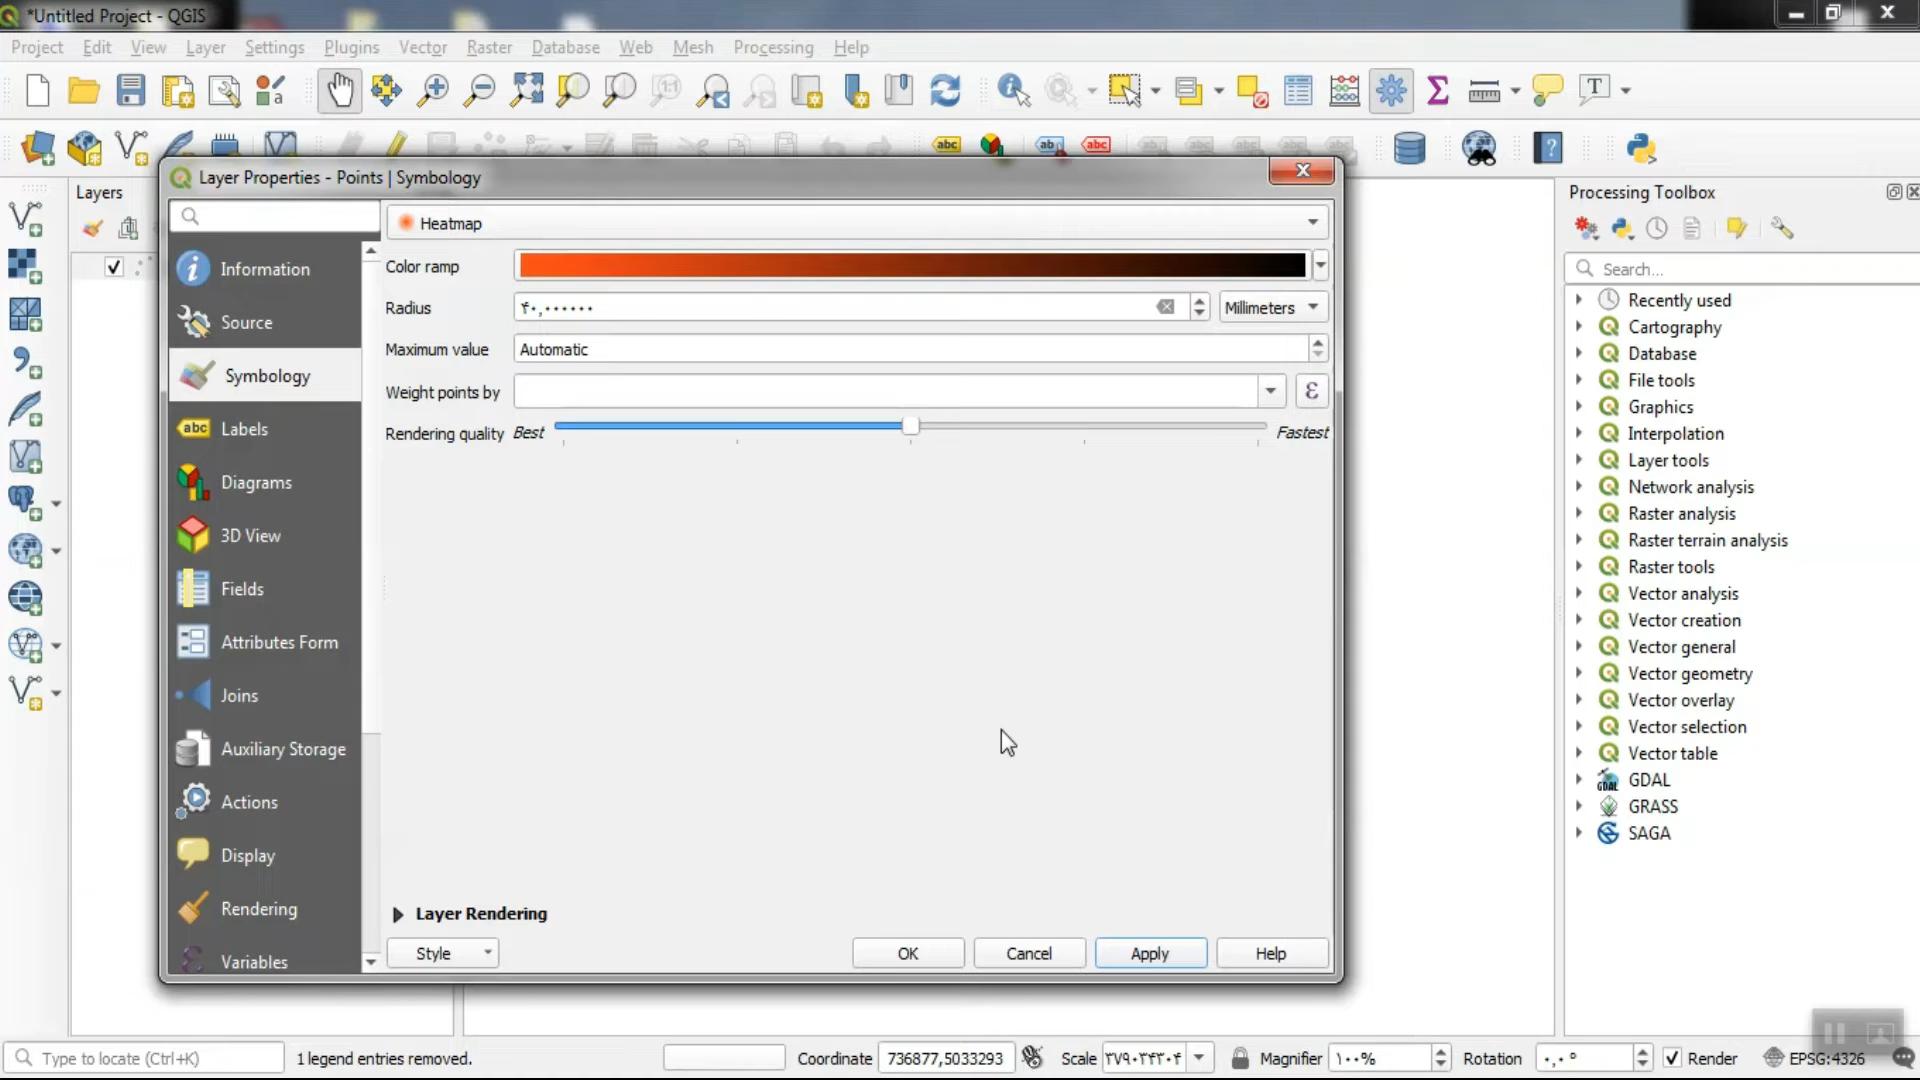 *Untitled Project - QGIS
Project Edit View Layer Settings Plugins Vector Raster Database Web Mesh Processing Help
Layers
Layer Properties - Points | Symbology
Information
Source
Symbology
Labels
Diagrams
3D View
Fields
Attributes Form
Joins
Auxiliary Storage
Actions
Display
Rendering
Variables
Heatmap
Color ramp
Radius ۴۰,۰۰۰۰۰۰ Millimeters
Maximum value Automatic
Weight points by
Rendering quality Best Fastest
Layer Rendering
Style OK Cancel Apply Help
Processing Toolbox
Search...
Recently used
Cartography
Database
File tools
Graphics
Interpolation
Layer tools
Network analysis
Raster analysis
Raster terrain analysis
Raster tools
Vector analysis
Vector creation
Vector general
Vector geometry
Vector overlay
Vector selection
Vector table
GDAL
GRASS
SAGA
Type to locate (Ctrl+K) 1 legend entries removed. Coordinate 736877,5033293 Scale ۲۷۹۰۳۴۳۰۴ Magnifier ۱۰۰% Rotation ۰,۰ ° Render EPSG:4326